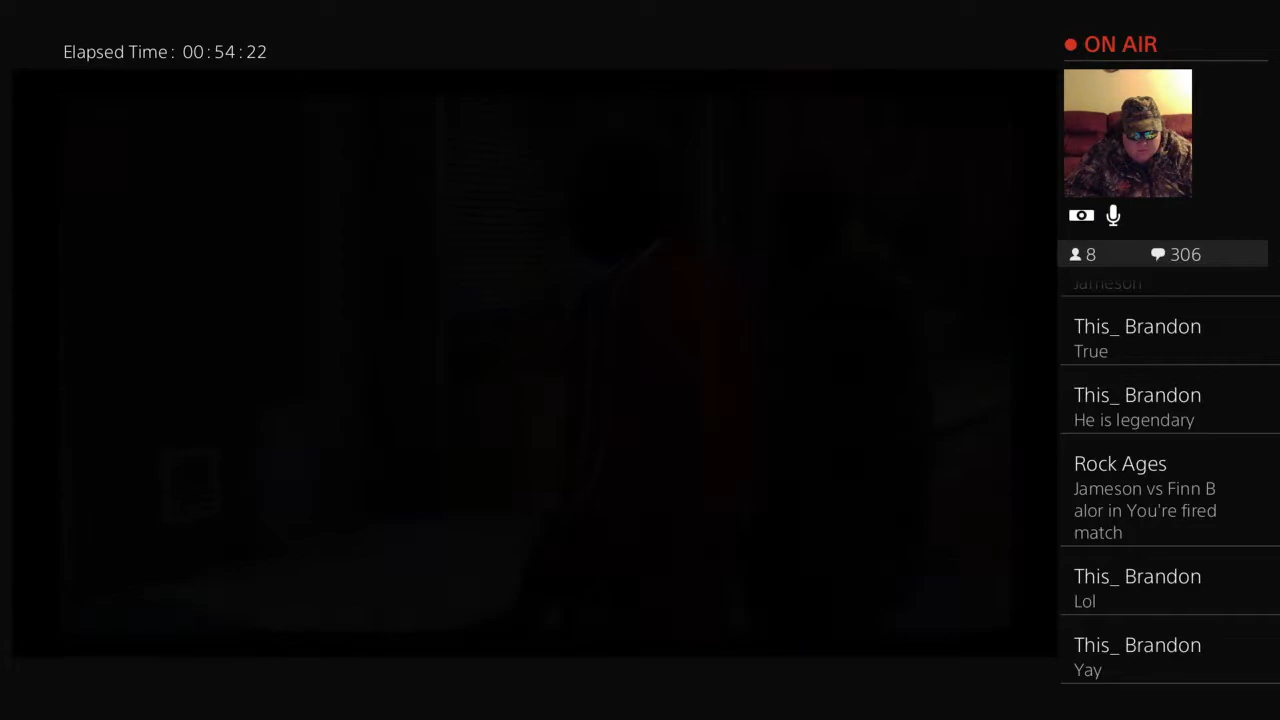 Elapsed Time: 00:54:22
ON AIR
8
306
Jameson
This_ Brandon
True
This_ Brandon
He is legendary
Rock Ages
Jameson vs Finn B
alor in You're fired
match
This_ Brandon
Lol
This_ Brandon
Yay